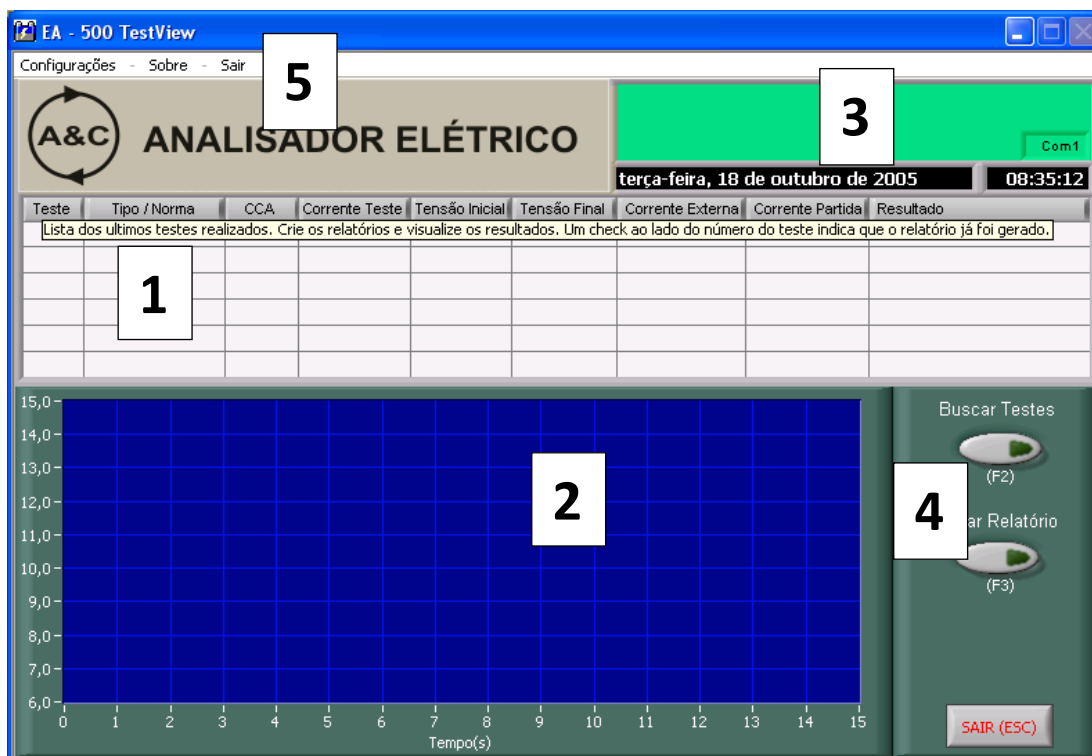 EA - 500 TestView
Configurações - Sobre - Sair
5
A&C ANALISADOR ELÉTRICO
3
Com1
terça-feira, 18 de outubro de 2005 08:35:12
Teste Tipo / Norma CCA Corrente Teste Tensão Inicial Tensão Final Corrente Externa Corrente Partida Resultado
Lista dos ultimos testes realizados. Crie os relatórios e visualize os resultados. Um check ao lado do número do teste indica que o relatório já foi gerado.
1
15,0
14,0
13,0
12,0
11,0
10,0
9,0
8,0
7,0
6,0
0 1 2 3 4 5 6 7 8 9 10 11 12 13 14 15
Tempo(s)
2
Buscar Testes
(F2)
4
Relatório
(F3)
SAIR (ESC)